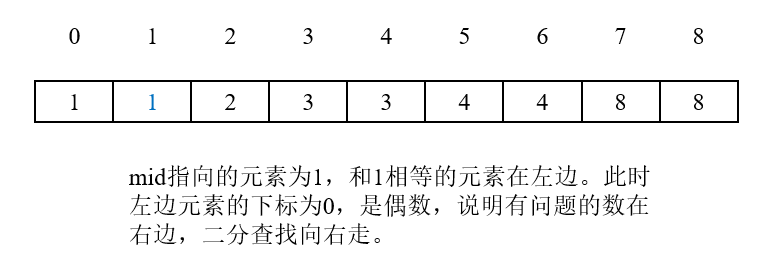 0 1 2 3 4 5 6 7 8
1 1 2 3 3 4 4 8 8
mid指向的元素为1，和1相等的元素在左边。此时
左边元素的下标为0，是偶数，说明有问题的数在
右边，二分查找向右走。